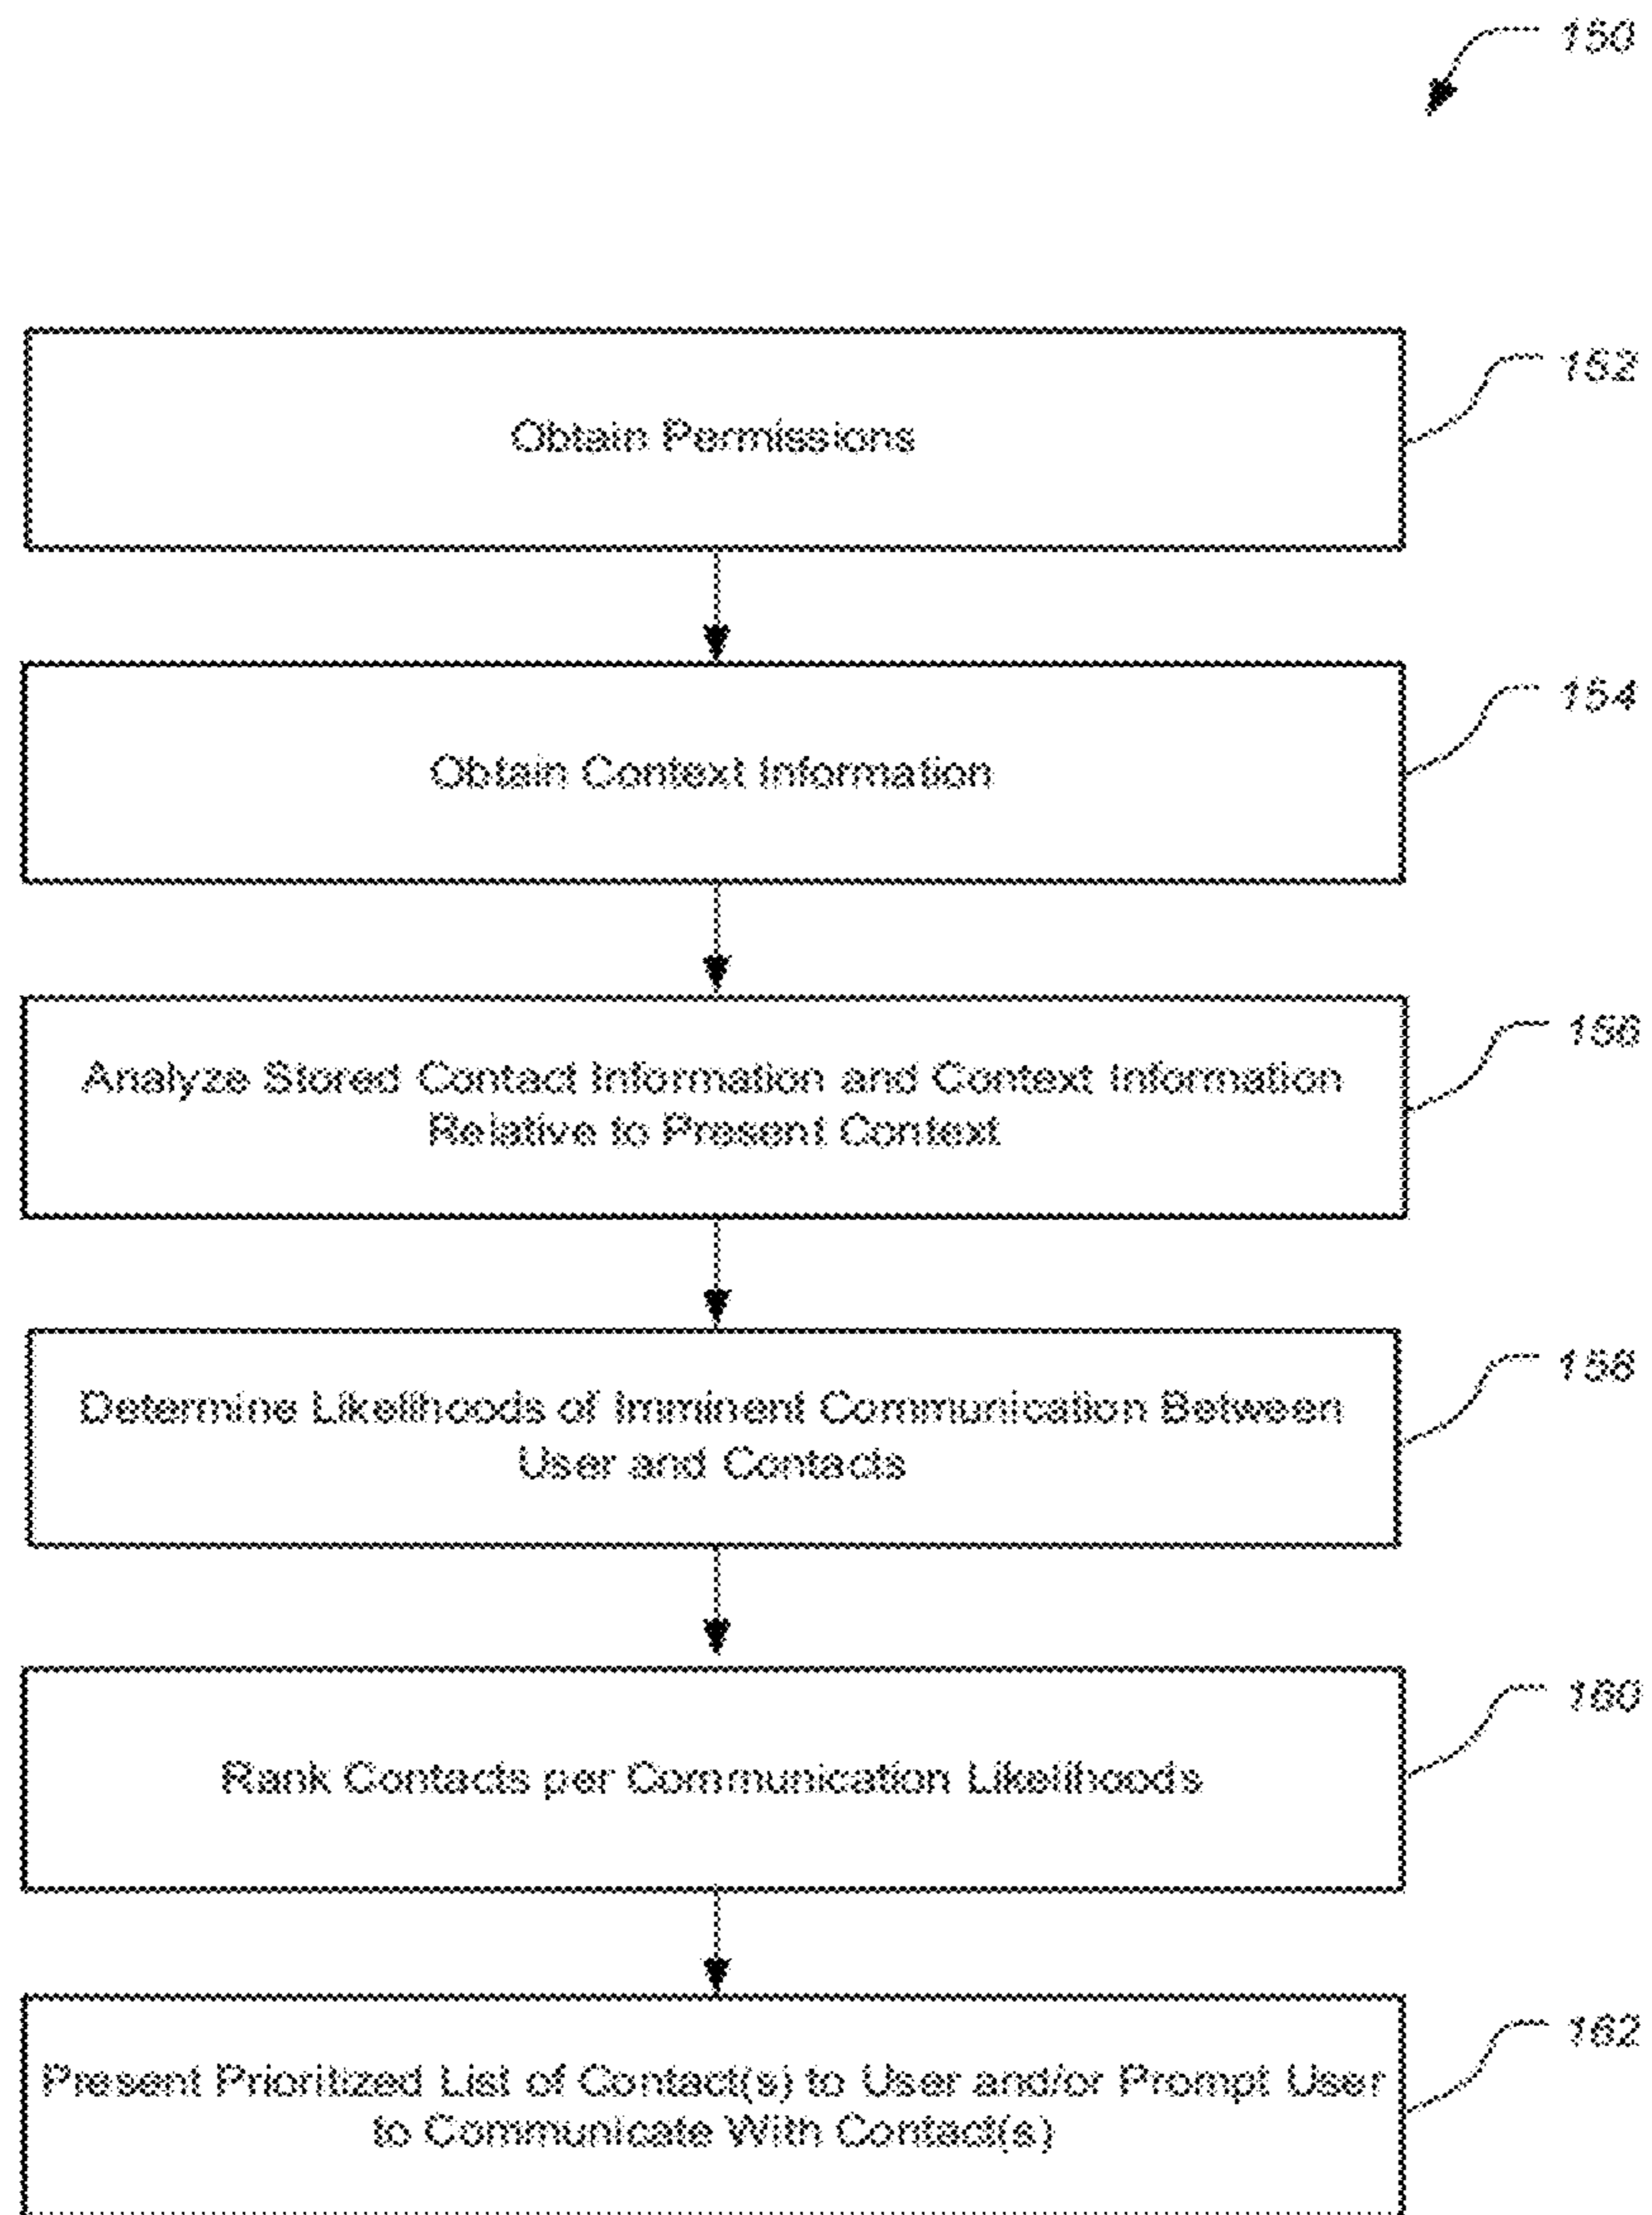 150
Obtain Permissions
152
Obtain Context Information
154
Analyze Stored Contact Information and Context Information
Relative to Present Context
156
Determine Likelihoods of Imminent Communication Between
User and Contacts
158
Rank Contacts per Communication Likelihoods
160
Present Prioritized List of Contact(s) to User and/or Prompt User
to Communicate With Contact(s)
162